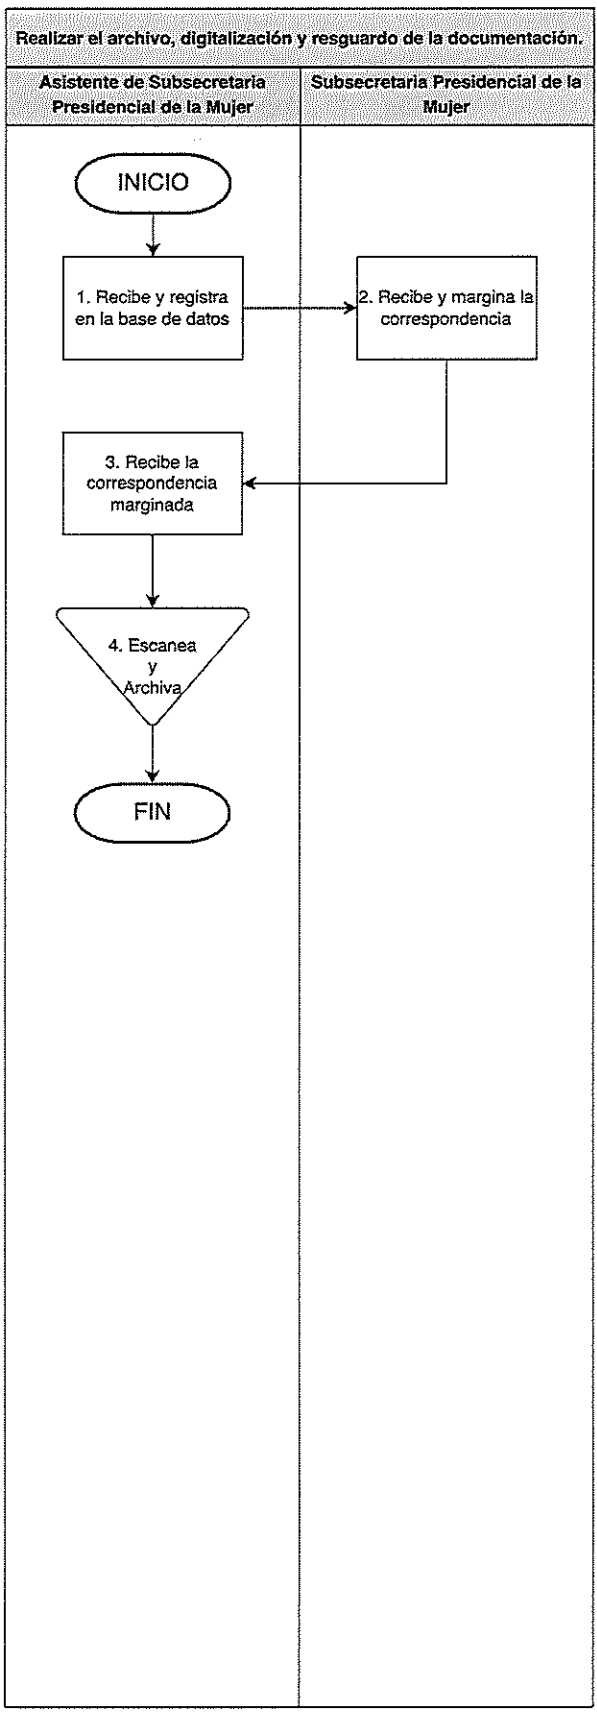 Realizar el archivo, digitalización y resguardo de la documentación.
Asistente de Subsecretaria
Presidencial de la Mujer
Subsecretaria Presidencial de la
Mujer
INICIO
1. Recibe y registra
en la base de datos
2. Recibe y margina la
correspondencia
3. Recibe la
correspondencia
marginada
4. Escanea
y
Archiva
FIN